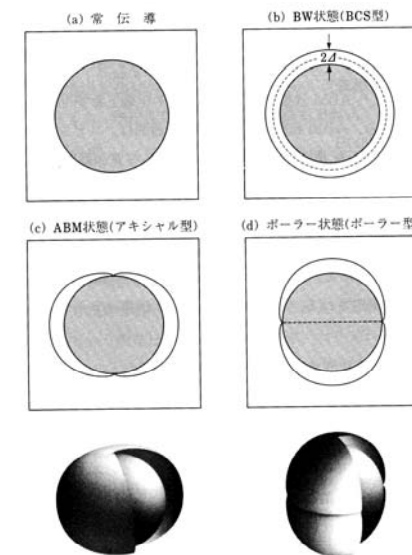 (a) 常 伝 導
(b) BW状態(BCS型)
2Δ
(c) ABM状態(アキシャル型)
(d) ポーラー状態(ポーラー型